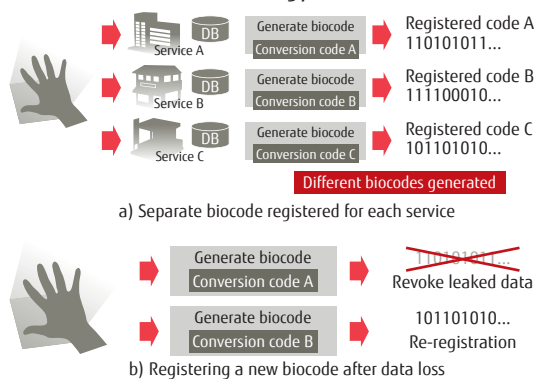 DB
Service A
Generate biocode
Conversion code A
Registered code A
110101011...
DB
Service B
Generate biocode
Conversion code B
Registered code B
111100010...
DB
Service C
Generate biocode
Conversion code C
Registered code C
101101010...
Different biocodes generated
a) Separate biocode registered for each service
Generate biocode
Conversion code A
110101011...
Revoke leaked data
Generate biocode
Conversion code B
101101010...
Re-registration
b) Registering a new biocode after data loss